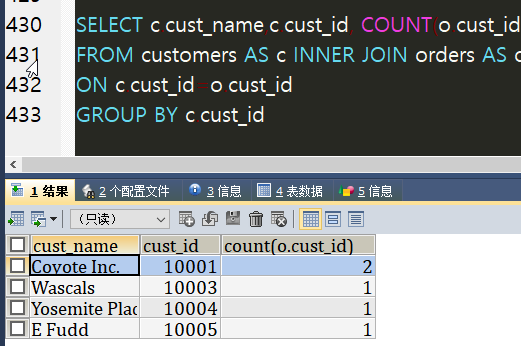 430 SELECT c cust_name c cust_id, COUNT(o cust_id
431 FROM customers AS c INNER JOIN orders AS o
432 ON c cust_id o cust_id
433 GROUP BY c cust_id
1 结果 2 个配置文件 3 信息 4 表数据 5 信息
（只读）
cust_name cust_id count(o.cust_id)
Coyote Inc. 10001 2
Wascals 10003 1
Yosemite Plac 10004 1
E Fudd 10005 1